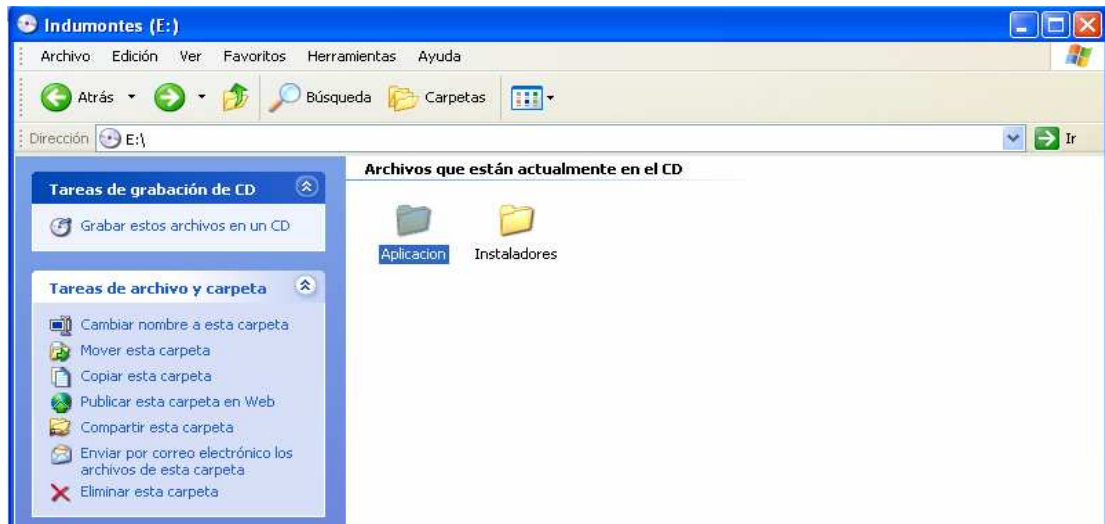 Indumontes (E:)
Archivo Edición Ver Favoritos Herramientas Ayuda
Atrás Búsqueda Carpetas
Dirección E:\ Ir
Tareas de grabación de CD
Grabar estos archivos en un CD
Tareas de archivo y carpeta
Cambiar nombre a esta carpeta
Mover esta carpeta
Copiar esta carpeta
Publicar esta carpeta en Web
Compartir esta carpeta
Enviar por correo electrónico los
archivos de esta carpeta
Eliminar esta carpeta
Archivos que están actualmente en el CD
Aplicacion Instaladores